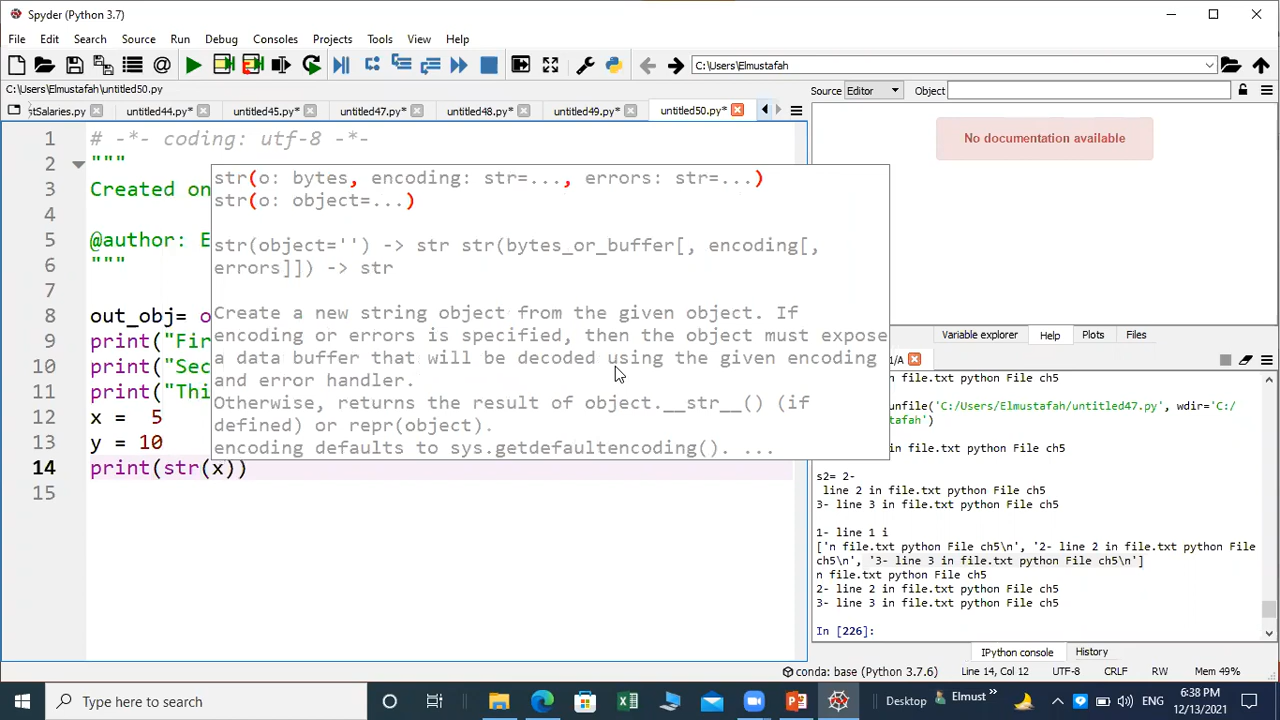 Spyder (Python 3.7)
File Edit Search Source Run Debug Consoles Projects Tools View Help
C:\Users\Elmustafah
C:\Users\Elmustafah\untitled50.py
Source Editor Object
stSalaries.py untitled44.py* untitled45.py* untitled47.py* untitled48.py* untitled49.py* untitled50.py*
No documentation available
1 # -*- coding: utf-8 -*-
2 """
3 Created on
4
5 @author: E
6 """
7
8 out_obj= o
9 print("Fir
10 print("Sec
11 print("Thi
12 x = 5
13 y = 10
14 print(str(x))
15
str(o: bytes, encoding: str=..., errors: str=...)
str(o: object=...)
str(object='') -> str str(bytes_or_buffer[, encoding[,
errors]]) -> str
Create a new string object from the given object. If
encoding or errors is specified, then the object must expose
a data buffer that will be decoded using the given encoding
and error handler.
Otherwise, returns the result of object.__str__() (if
defined) or repr(object).
encoding defaults to sys.getdefaultencoding(). ...
Variable explorer Help Plots Files
1/A
n file.txt python File ch5
unfile('C:/Users/Elmustafah/untitled47.py', wdir='C:/
tafah')
line 1 in file.txt python File ch5
s2= 2-
line 2 in file.txt python File ch5
3- line 3 in file.txt python File ch5
1- line 1 i
['n file.txt python File ch5\n', '2- line 2 in file.txt python File
ch5\n', '3- line 3 in file.txt python File ch5\n']
n file.txt python File ch5
2- line 2 in file.txt python File ch5
3- line 3 in file.txt python File ch5
In [226]:
IPython console History
conda: base (Python 3.7.6) Line 14, Col 12 UTF-8 CRLF RW Mem 49%
Type here to search
Desktop Elmust ENG
6:38 PM
12/13/2021